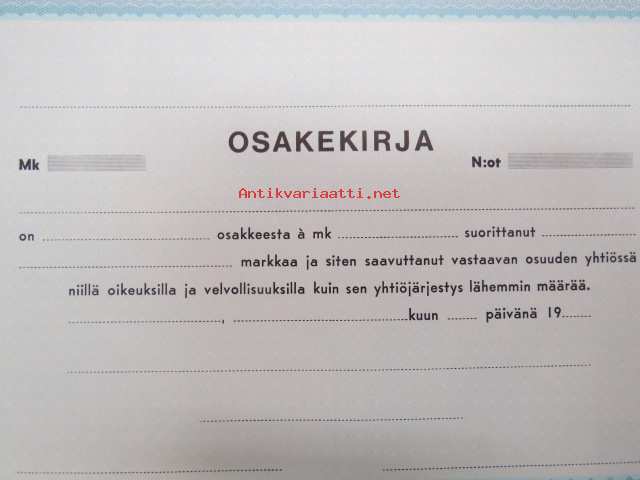 OSAKEKIRJA
Mk N:ot
Antikvariaatti.net
on ........ osakkeesta à mk ........ suorittanut ........
........ markkaa ja siten saavuttanut vastaavan osuuden yhtiössä
niillä oikeuksilla ja velvollisuuksilla kuin sen yhtiöjärjestys lähemmin määrää.
........, ........kuun ........ päivänä 19........